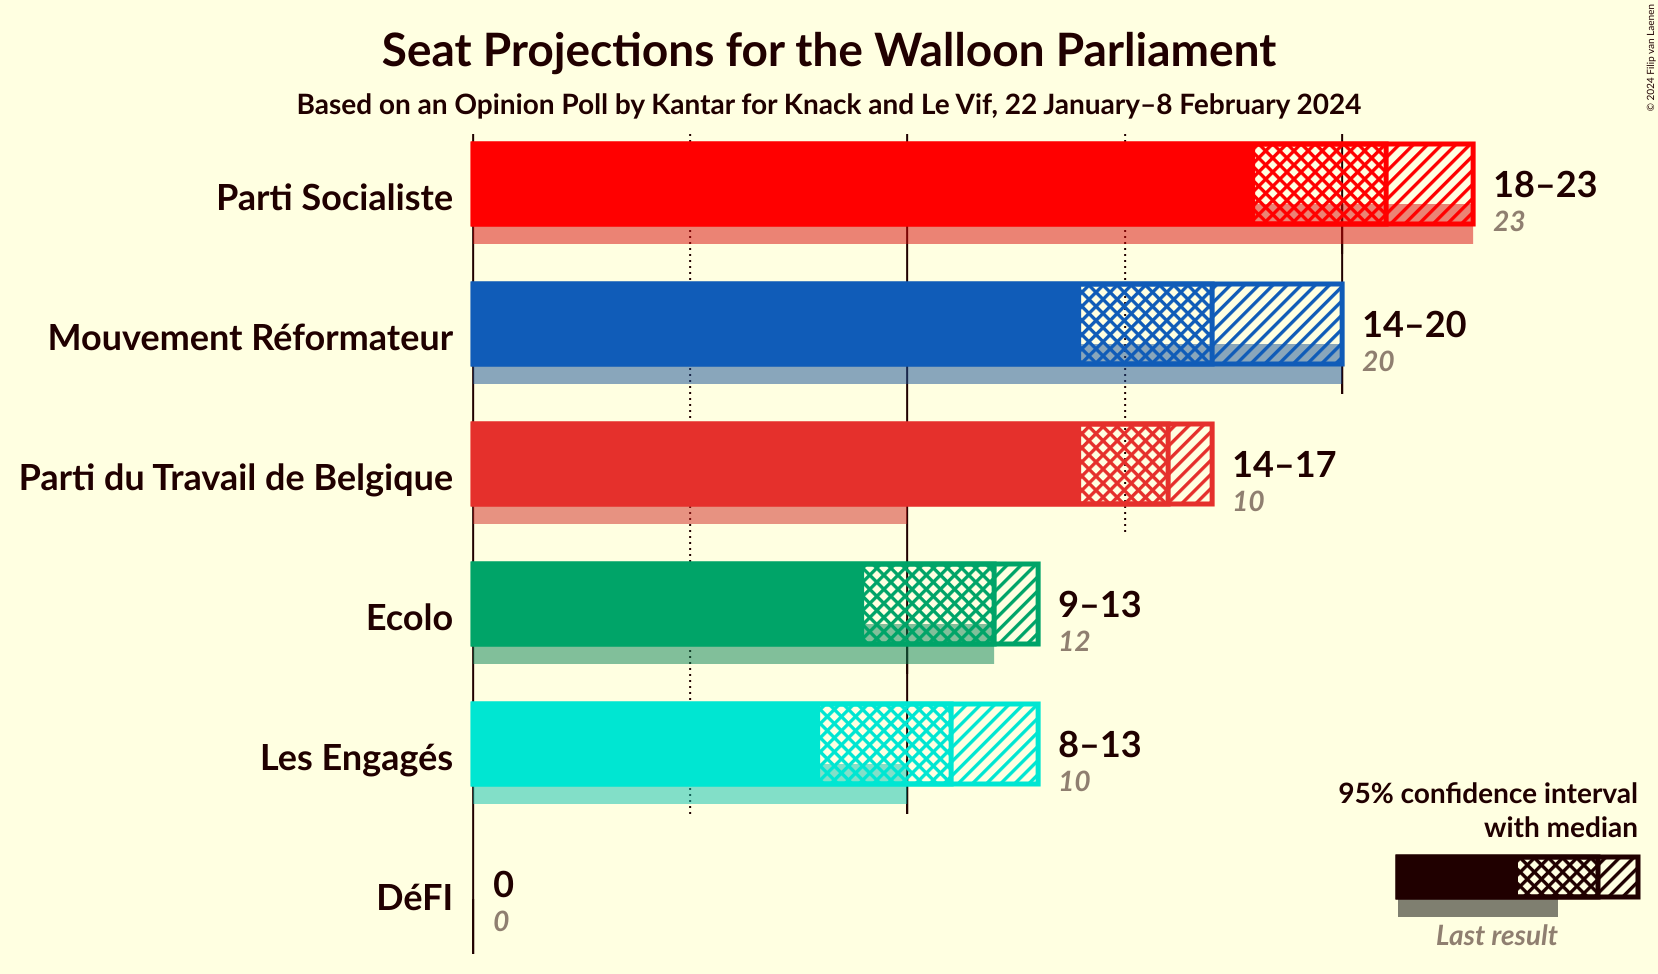 Seat Projections for the Walloon Parliament
Based on an Opinion Poll by Kantar for Knack and Le Vif, 22 January–8 February 2024
© 2024 Filip van Laenen
Parti Socialiste
18–23
23
Mouvement Réformateur
14–20
20
Parti du Travail de Belgique
14–17
10
Ecolo
9–13
12
Les Engagés
8–13
10
DéFI
0
0
95% confidence interval
with median
Last result